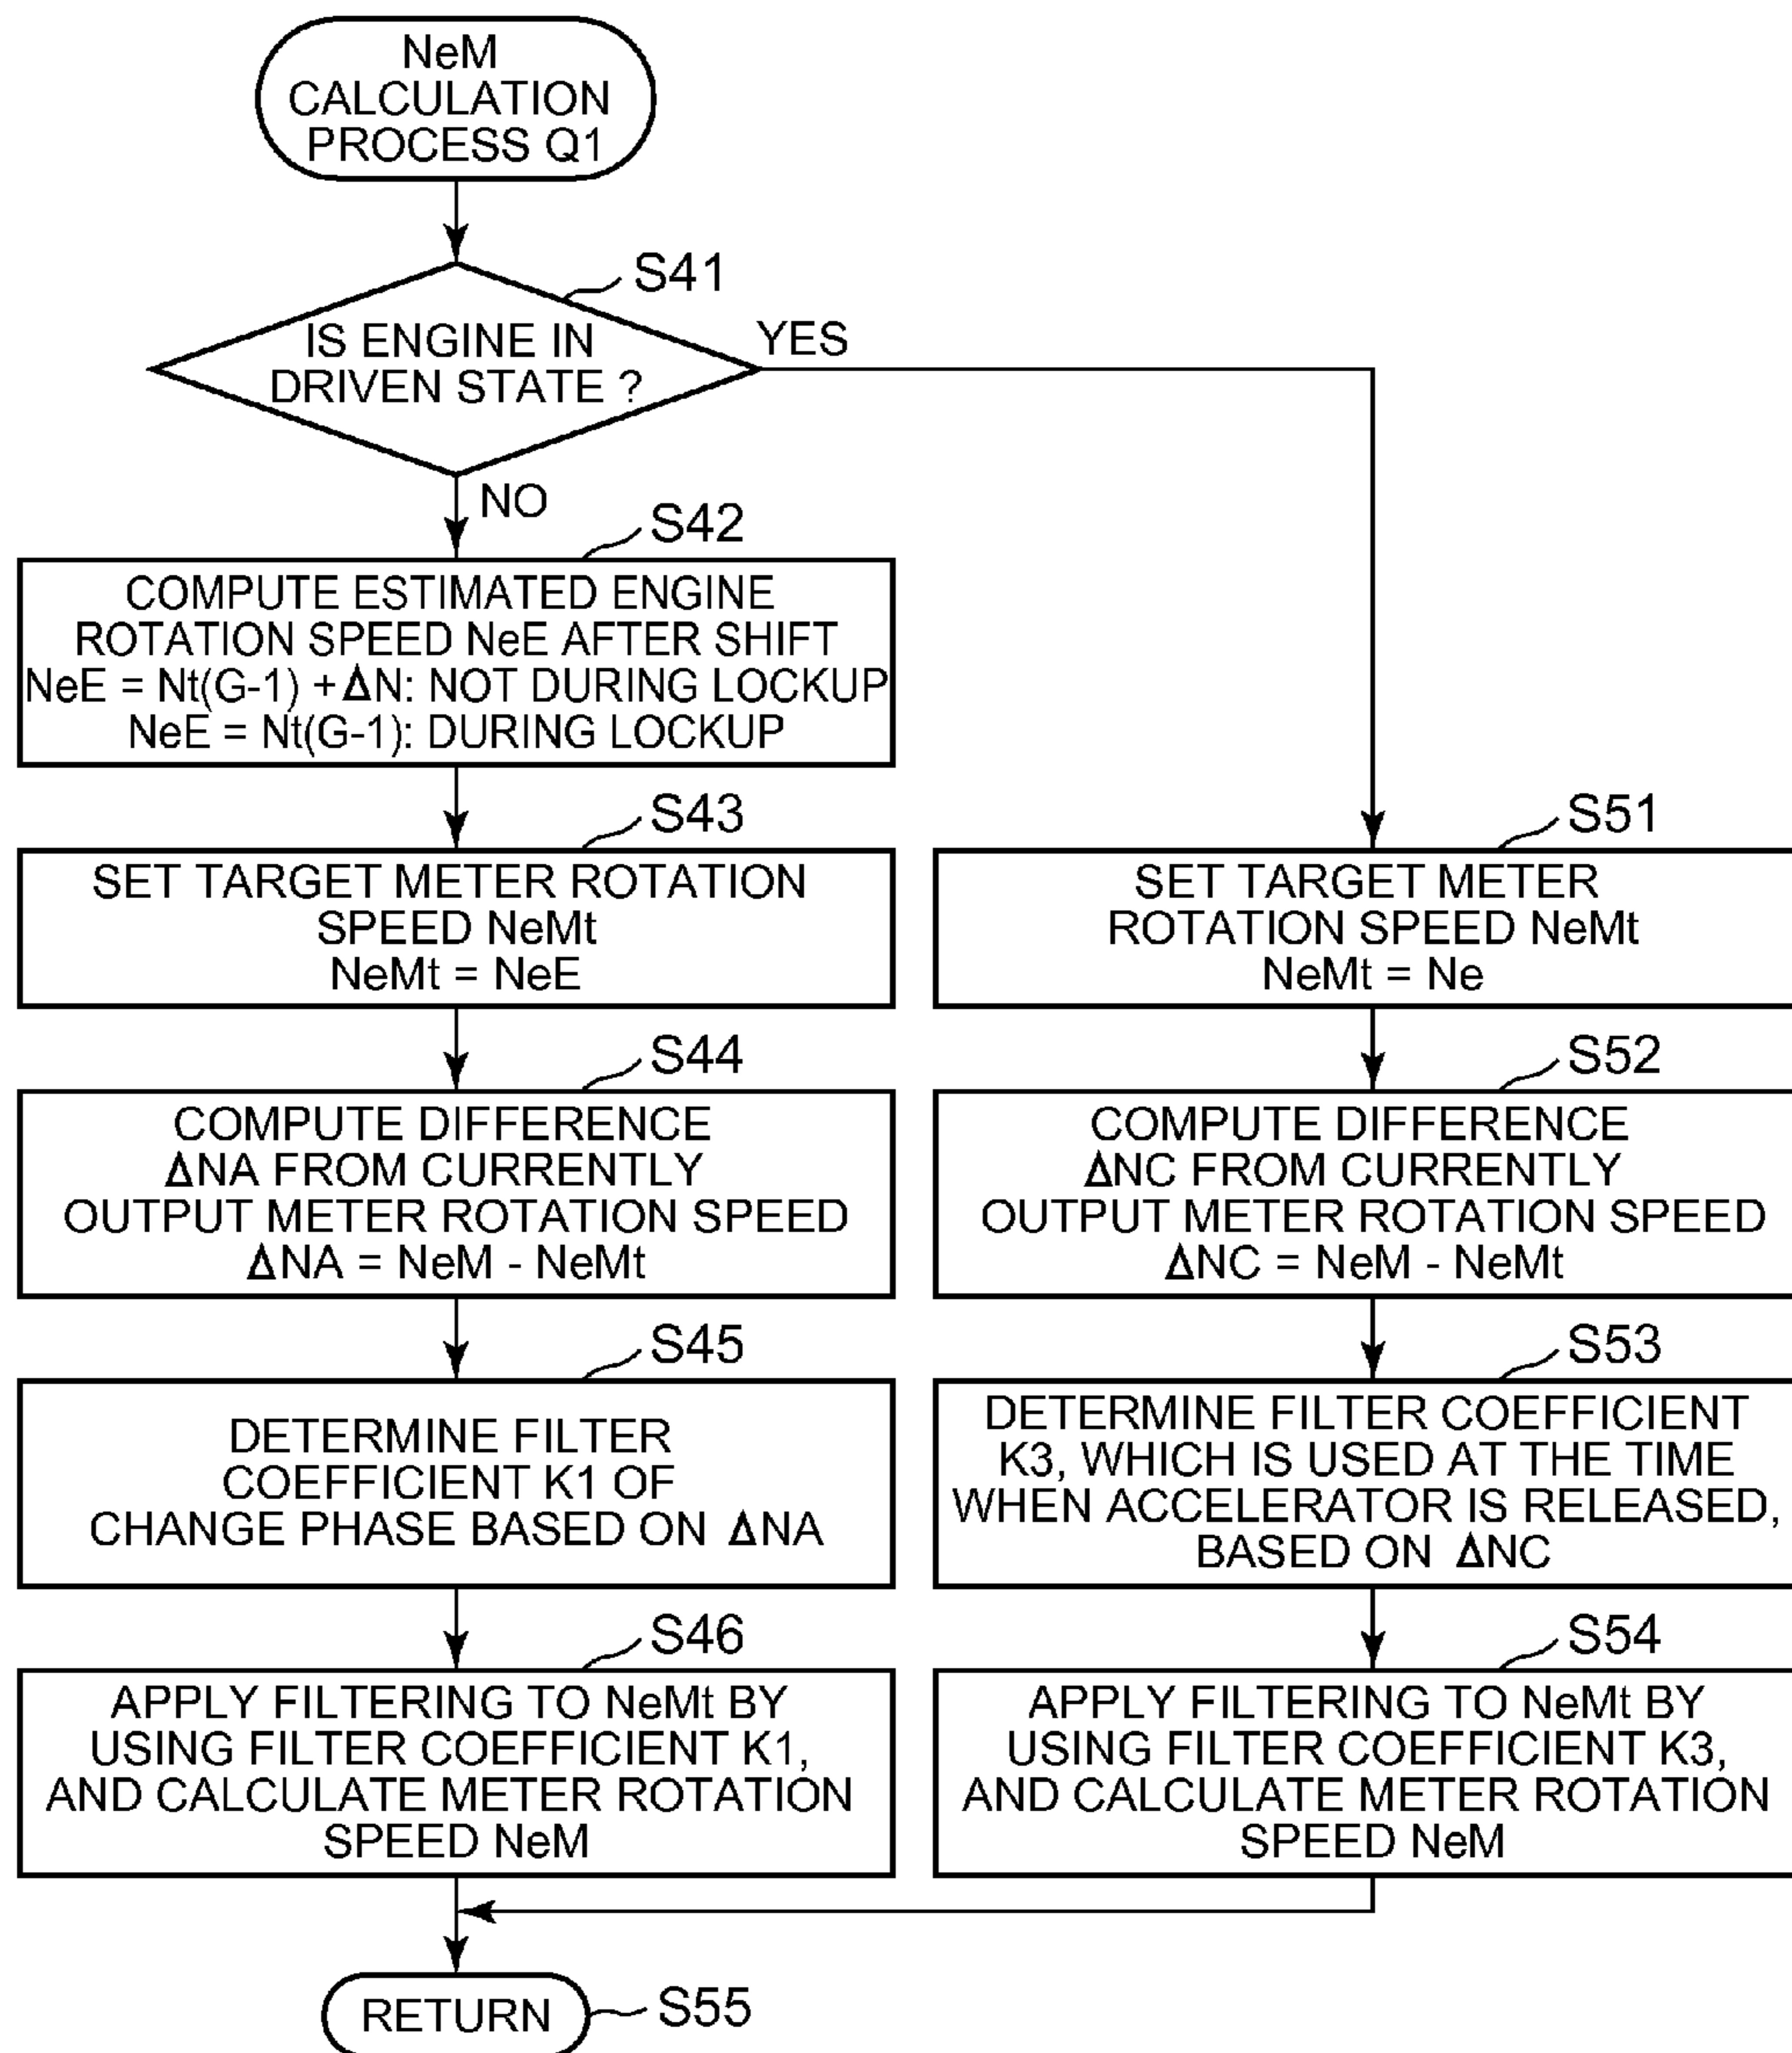 NeM
CALCULATION
PROCESS Q1
S41
IS ENGINE IN
DRIVEN STATE ?
YES
NO
S42
COMPUTE ESTIMATED ENGINE
ROTATION SPEED NeE AFTER SHIFT
NeE = Nt(G-1) +ΔN: NOT DURING LOCKUP
NeE = Nt(G-1): DURING LOCKUP
S43
SET TARGET METER ROTATION
SPEED NeMt
NeMt = NeE
S44
COMPUTE DIFFERENCE
ΔNA FROM CURRENTLY
OUTPUT METER ROTATION SPEED
ΔNA = NeM - NeMt
S45
DETERMINE FILTER
COEFFICIENT K1 OF
CHANGE PHASE BASED ON ΔNA
S46
APPLY FILTERING TO NeMt BY
USING FILTER COEFFICIENT K1,
AND CALCULATE METER ROTATION
SPEED NeM
S51
SET TARGET METER
ROTATION SPEED NeMt
NeMt = Ne
S52
COMPUTE DIFFERENCE
ΔNC FROM CURRENTLY
OUTPUT METER ROTATION SPEED
ΔNC = NeM - NeMt
S53
DETERMINE FILTER COEFFICIENT
K3, WHICH IS USED AT THE TIME
WHEN ACCELERATOR IS RELEASED,
BASED ON ΔNC
S54
APPLY FILTERING TO NeMt BY
USING FILTER COEFFICIENT K3,
AND CALCULATE METER ROTATION
SPEED NeM
RETURN
S55